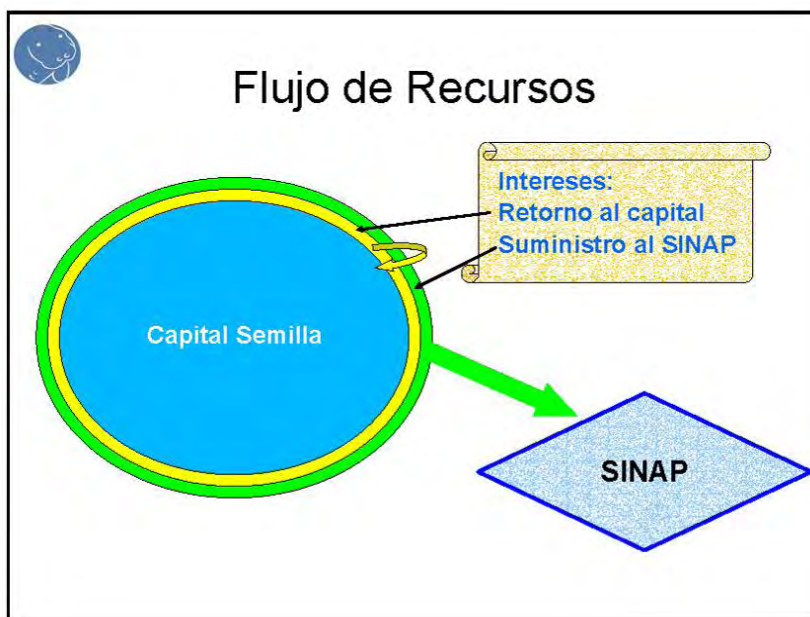 Flujo de Recursos
Intereses:
Retorno al capital
Suministro al SINAP
Capital Semilla
SINAP